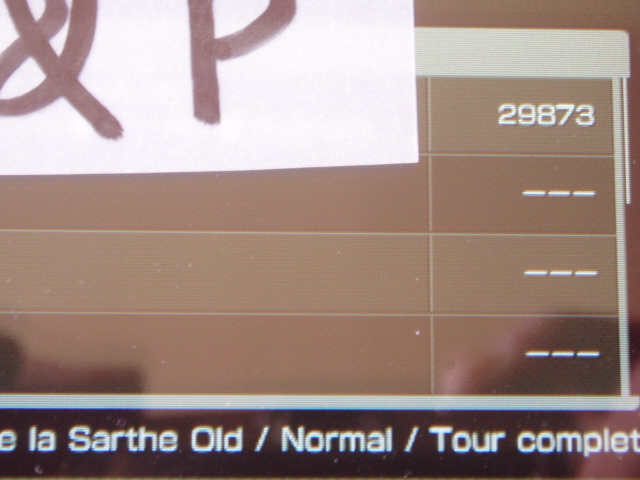 &P
29873
---
---
---
e la Sarthe Old / Normal / Tour complet